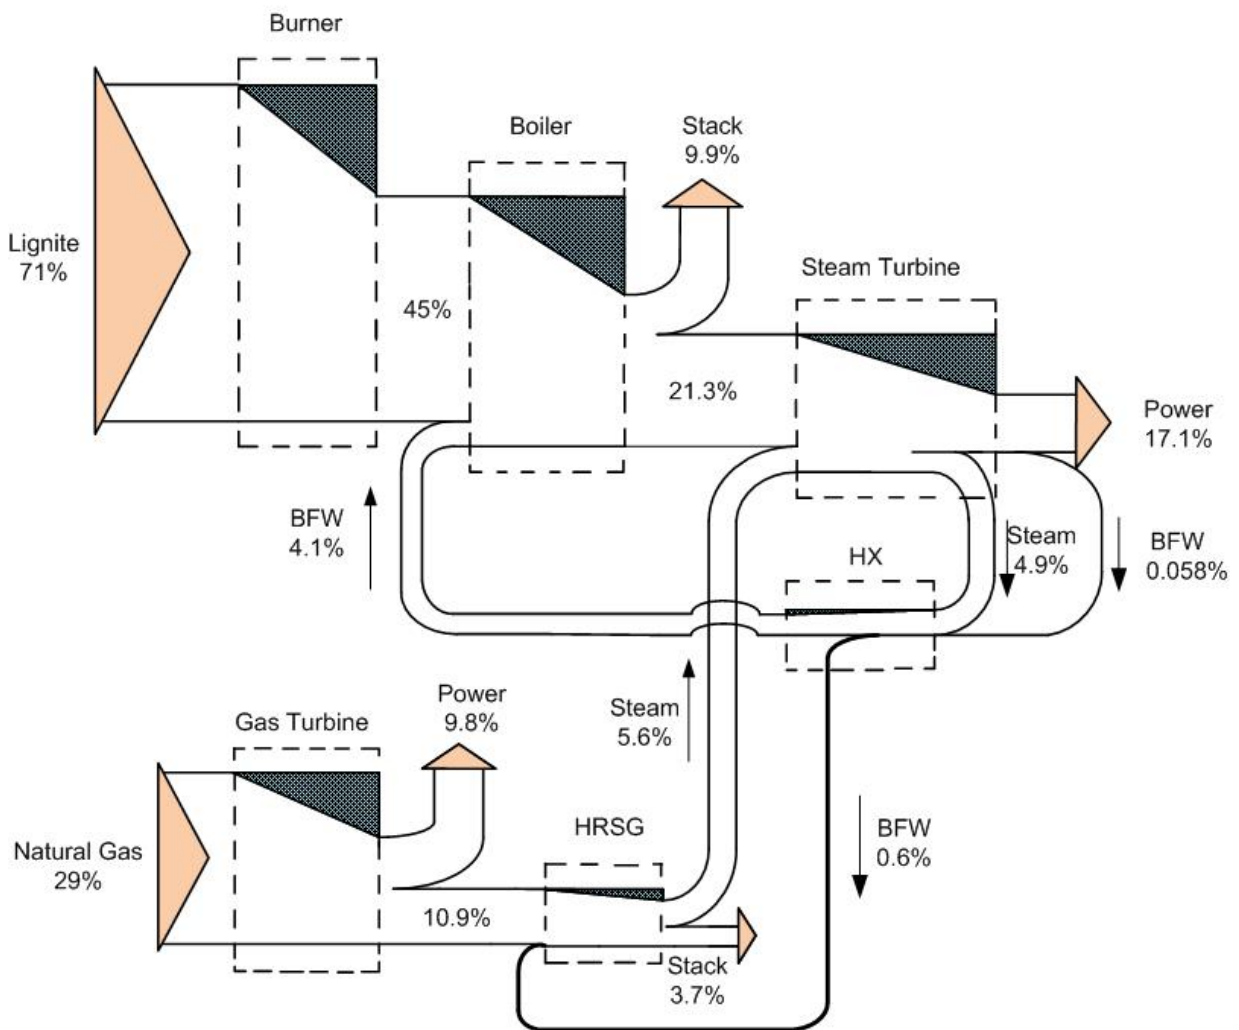 Burner
Boiler
Stack
9.9%
Lignite
71%
Steam Turbine
45%
21.3%
Power
17.1%
BFW
4.1%
HX
Steam
4.9%
BFW
0.058%
Power
9.8%
Gas Turbine
Steam
5.6%
HRSG
BFW
0.6%
Natural Gas
29%
10.9%
Stack
3.7%